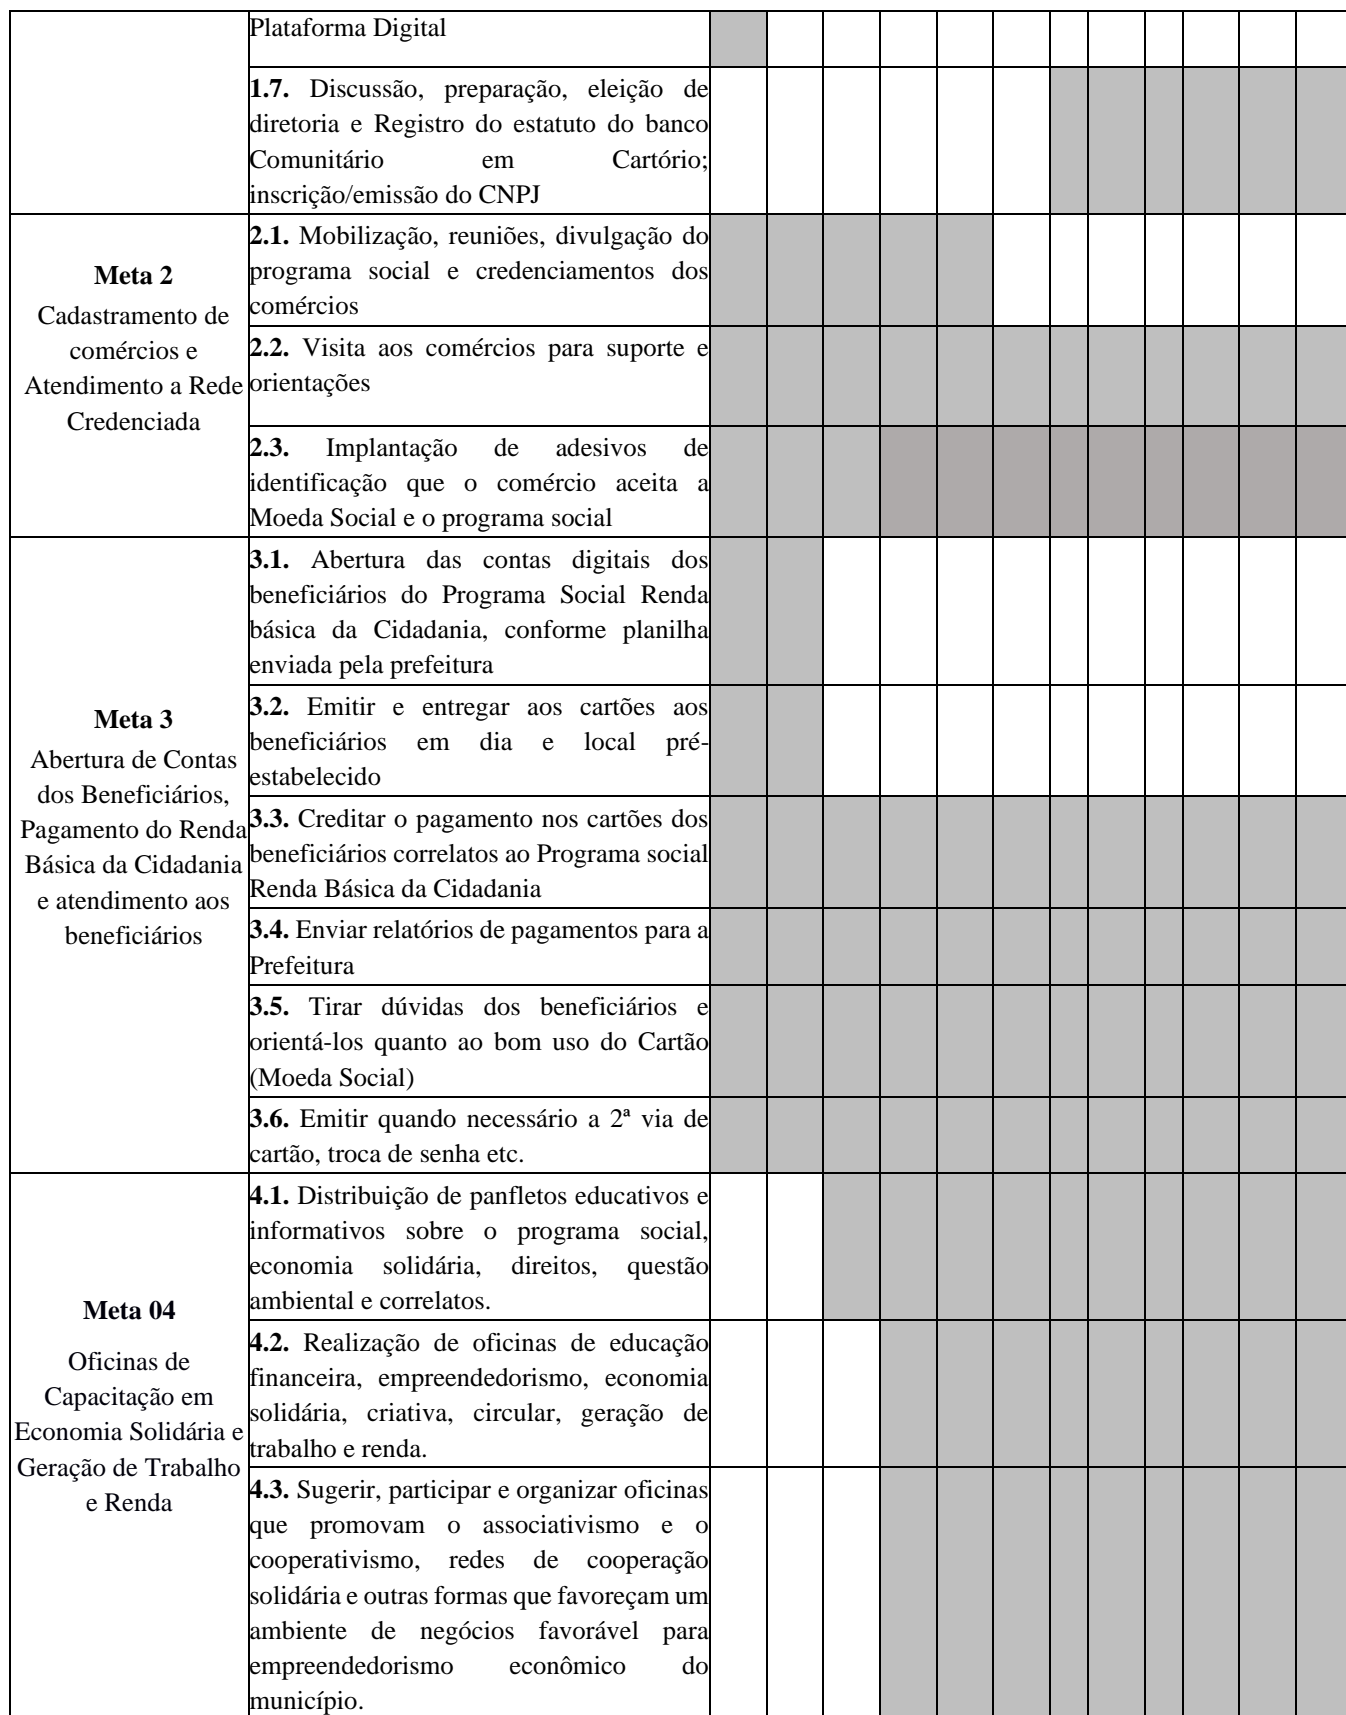 Plataforma Digital
1.7. Discussão, preparação, eleição de
diretoria e Registro do estatuto do banco
Comunitário em Cartório;
inscrição/emissão do CNPJ
Meta 2
Cadastramento de
comércios e
Atendimento a Rede
Credenciada
2.1. Mobilização, reuniões, divulgação do
programa social e credenciamentos dos
comércios
2.2. Visita aos comércios para suporte e
orientações
2.3. Implantação de adesivos de
identificação que o comércio aceita a
Moeda Social e o programa social
Meta 3
Abertura de Contas
dos Beneficiários,
Pagamento do Renda
Básica da Cidadania
e atendimento aos
beneficiários
3.1. Abertura das contas digitais dos
beneficiários do Programa Social Renda
básica da Cidadania, conforme planilha
enviada pela prefeitura
3.2. Emitir e entregar aos cartões aos
beneficiários em dia e local pré-
estabelecido
3.3. Creditar o pagamento nos cartões dos
beneficiários correlatos ao Programa social
Renda Básica da Cidadania
3.4. Enviar relatórios de pagamentos para a
Prefeitura
3.5. Tirar dúvidas dos beneficiários e
orientá-los quanto ao bom uso do Cartão
(Moeda Social)
3.6. Emitir quando necessário a 2ª via de
cartão, troca de senha etc.
Meta 04
Oficinas de
Capacitação em
Economia Solidária e
Geração de Trabalho
e Renda
4.1. Distribuição de panfletos educativos e
informativos sobre o programa social,
economia solidária, direitos, questão
ambiental e correlatos.
4.2. Realização de oficinas de educação
financeira, empreendedorismo, economia
solidária, criativa, circular, geração de
trabalho e renda.
4.3. Sugerir, participar e organizar oficinas
que promovam o associativismo e o
cooperativismo, redes de cooperação
solidária e outras formas que favoreçam um
ambiente de negócios favorável para
empreendedorismo econômico do
município.